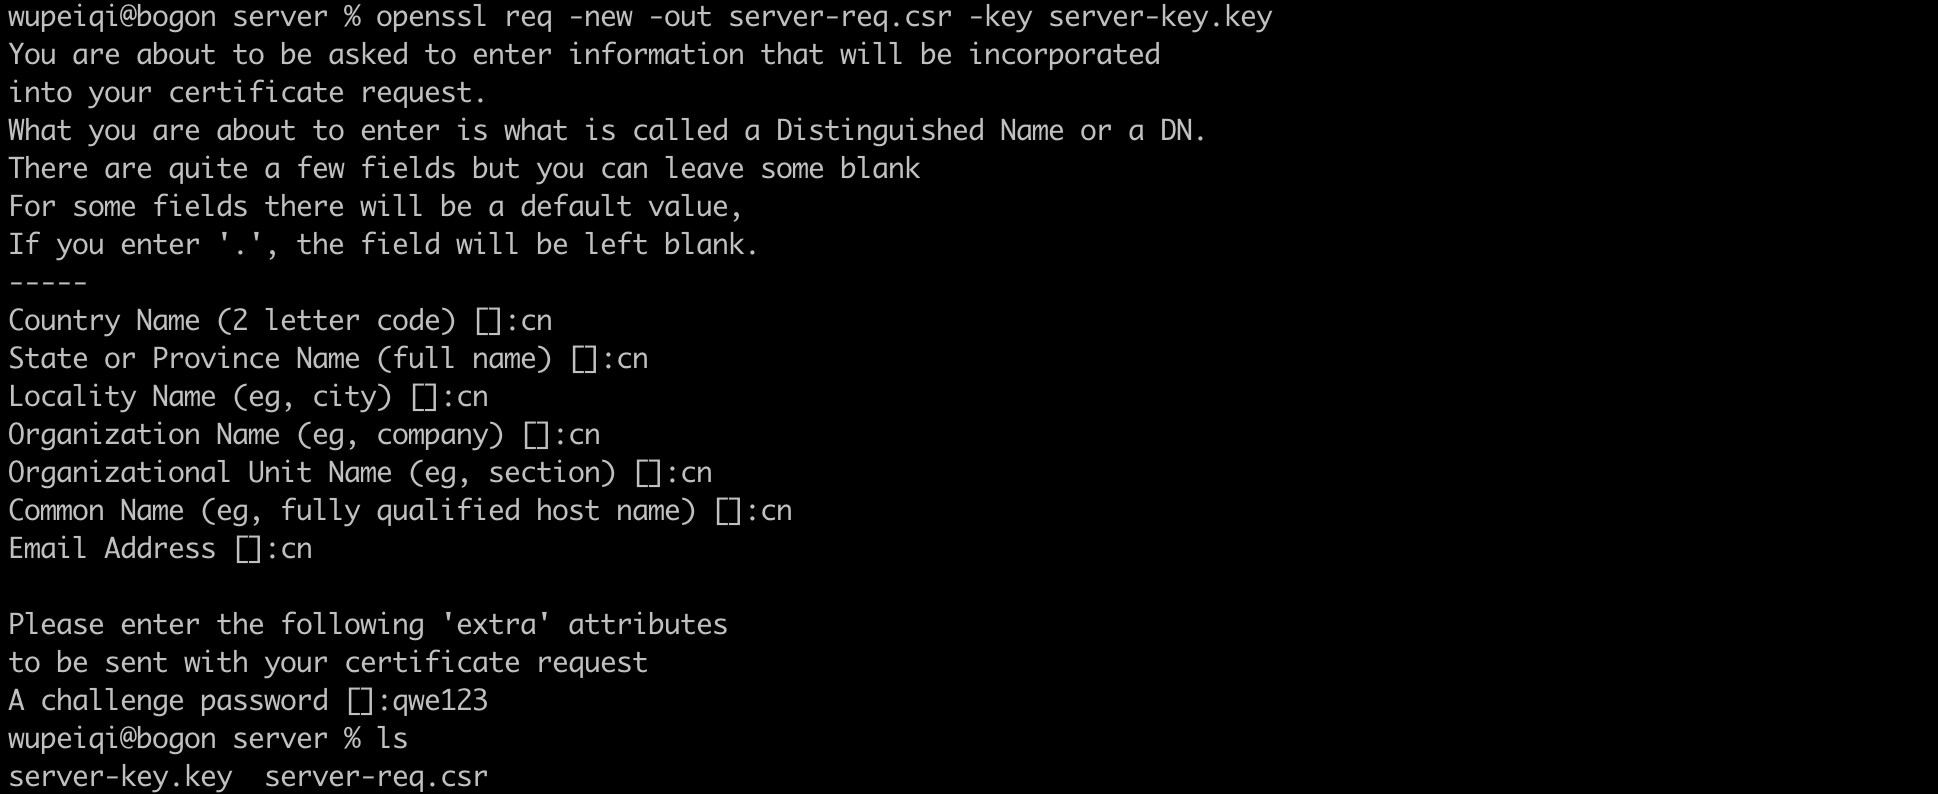 wupeiqi@bogon server % openssl req -new -out server-req.csr -key server-key.key
You are about to be asked to enter information that will be incorporated
into your certificate request.
What you are about to enter is what is called a Distinguished Name or a DN.
There are quite a few fields but you can leave some blank
For some fields there will be a default value,
If you enter '.', the field will be left blank.
-----
Country Name (2 letter code) []:cn
State or Province Name (full name) []:cn
Locality Name (eg, city) []:cn
Organization Name (eg, company) []:cn
Organizational Unit Name (eg, section) []:cn
Common Name (eg, fully qualified host name) []:cn
Email Address []:cn

Please enter the following 'extra' attributes
to be sent with your certificate request
A challenge password []:qwe123
wupeiqi@bogon server % ls
server-key.key  server-req.csr